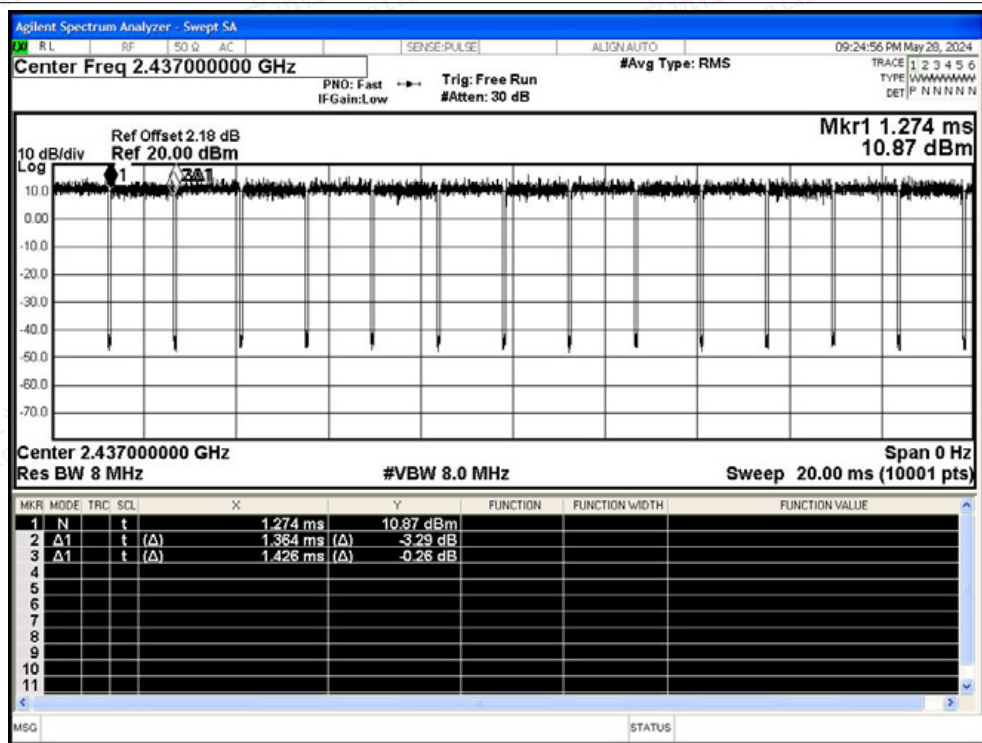 Agilent Spectrum Analyzer - Swept SA
RL RF 50 Ω AC SENSE:PULSE ALIGN AUTO 09:24:56 PM May 28, 2024
Center Freq 2.437000000 GHz #Avg Type: RMS TRACE 1 2 3 4 5 6
PNO: Fast Trig: Free Run TYPE WWWWWW
IFGain:Low #Atten: 30 dB DET P N N N N N
Ref Offset 2.18 dB Mkr1 1.274 ms
10 dB/div Ref 20.00 dBm 10.87 dBm
Log
1 2Δ1
10.0
0.00
-10.0
-20.0
-30.0
-40.0
-50.0
-60.0
-70.0
Center 2.437000000 GHz Span 0 Hz
Res BW 8 MHz #VBW 8.0 MHz Sweep 20.00 ms (10001 pts)
MKR MODE TRC SCL X Y FUNCTION FUNCTION WIDTH FUNCTION VALUE
1 N t 1.274 ms 10.87 dBm
2 Δ1 t (Δ) 1.364 ms (Δ) -3.29 dB
3 Δ1 t (Δ) 1.426 ms (Δ) -0.26 dB
4
5
6
7
8
9
10
11
MSG STATUS